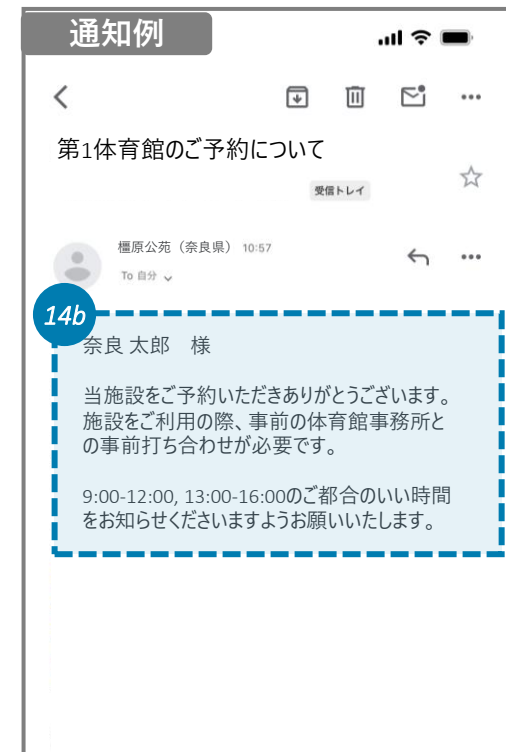 通知例
第1体育館のご予約について
受信トレイ
橿原公苑（奈良県） 10:57
To 自分
14b
奈良 太郎　様
当施設をご予約いただきありがとうございます。
施設をご利用の際、事前の体育館事務所と
の事前打ち合わせが必要です。
9:00-12:00, 13:00-16:00のご都合のいい時間
をお知らせくださいますようお願いいたします。